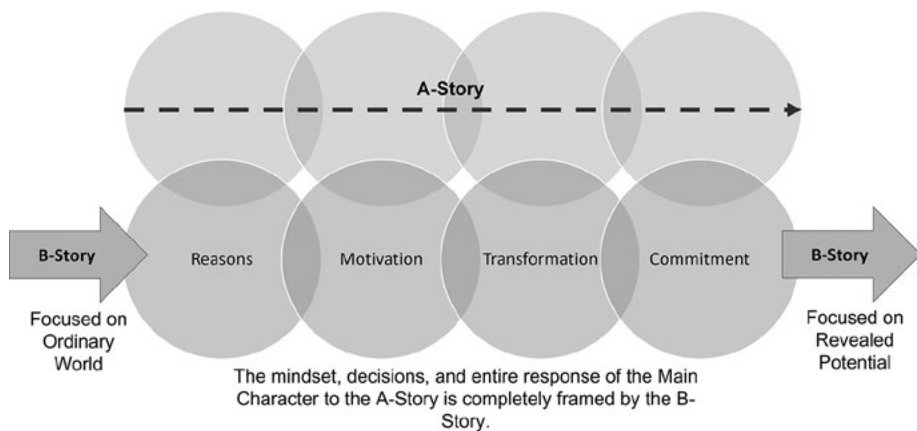 A-Story
B-Story
Reasons
Motivation
Transformation
Commitment
B-Story
Focused on
Ordinary
World
Focused on
Revealed
Potential
The mindset, decisions, and entire response of the Main
Character to the A-Story is completely framed by the B-
Story.